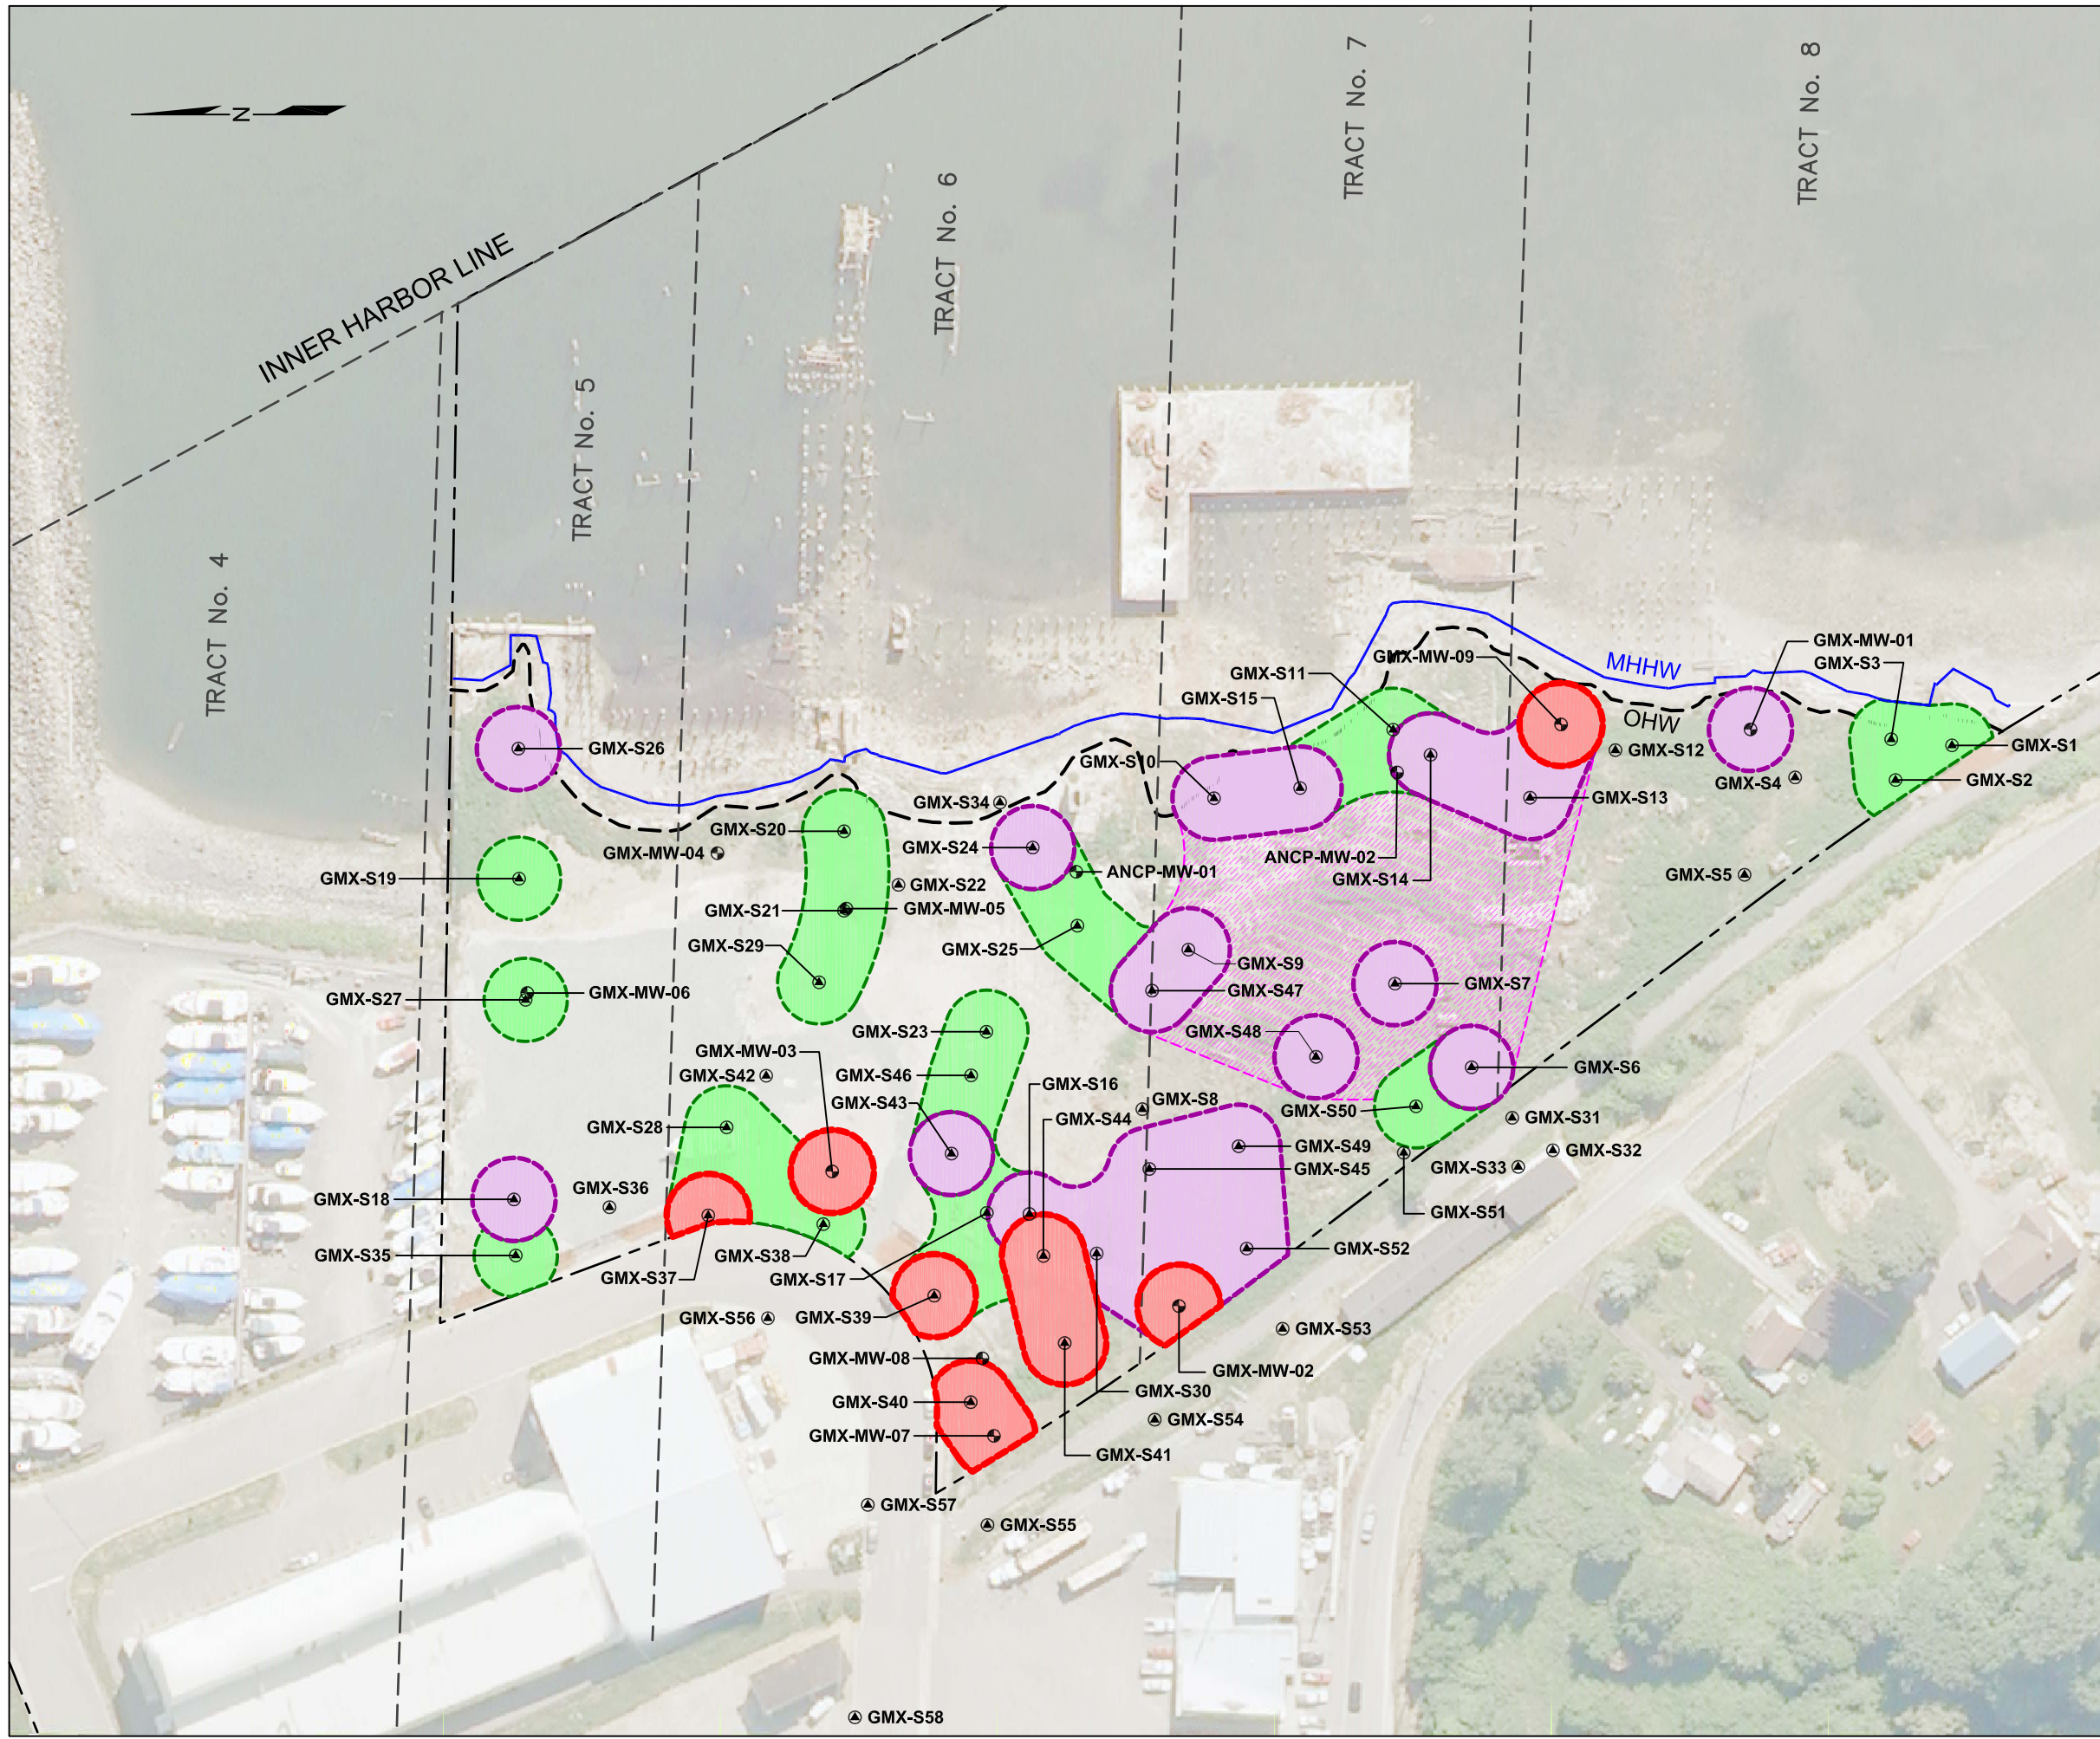 TRACT No. 7
TRACT No. 8
N
TRACT No. 6
INNER HARBOR LINE
TRACT No. 5
TRACT No. 4
GMX-MW-01
GMX-MW-09
MHHW
GMX-S3
GMX-S11
GMX-S15
OHW
GMX-S26
GMX-S12
GMX-S1
GMX-S10
GMX-S4
GMX-S2
GMX-S34
GMX-S13
GMX-S20
GMX-S24
GMX-MW-04
ANCP-MW-02
ANCP-MW-01
GMX-S14
GMX-S5
GMX-S19
GMX-S22
GMX-S21
GMX-MW-05
GMX-S29
GMX-S25
GMX-S9
GMX-S7
GMX-S27
GMX-MW-06
GMX-S47
GMX-S23
GMX-S48
GMX-MW-03
GMX-S6
GMX-S42
GMX-S46
GMX-S16
GMX-S43
GMX-S44
GMX-S8
GMX-S50
GMX-S31
GMX-S28
GMX-S49
GMX-S32
GMX-S45
GMX-S33
GMX-S18
GMX-S36
GMX-S51
GMX-S35
GMX-S38
GMX-S52
GMX-S37
GMX-S17
GMX-S56
GMX-S39
GMX-S53
GMX-MW-08
GMX-MW-02
GMX-S30
GMX-S40
GMX-S54
GMX-MW-07
GMX-S41
GMX-S57
GMX-S55
GMX-S58